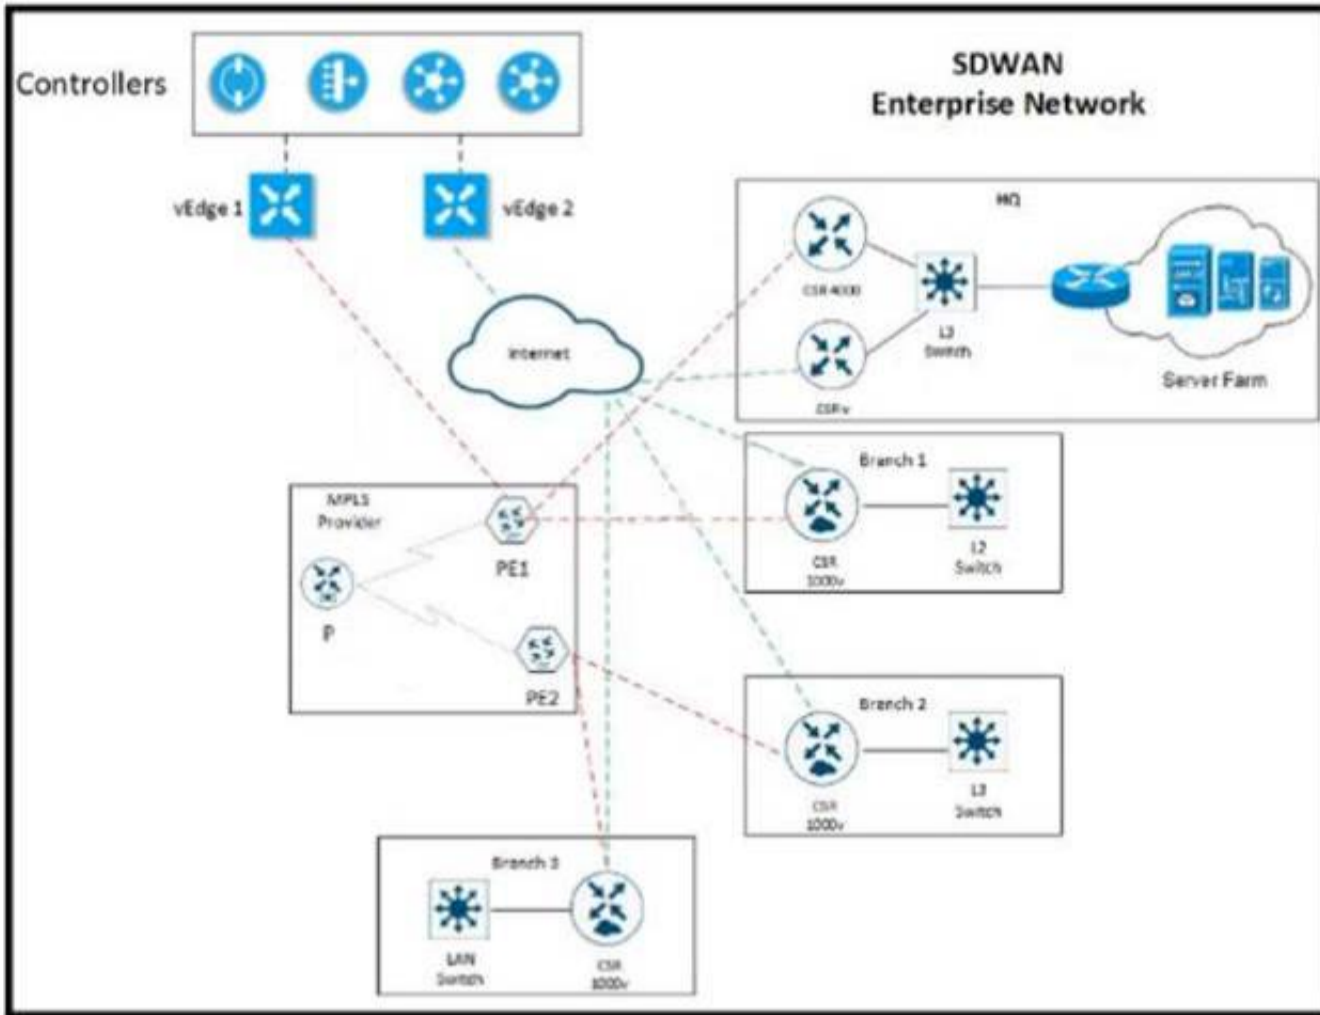 Controllers
SDWAN
Enterprise Network
vEdge 1
vEdge 2
HQ
CSR 4000
L3
Switch
CSR v
Server Farm
Internet
MPLS
Provider
PE1
P
PE2
Branch 1
CSR
1000v
L2
Switch
Branch 2
CSR
1000v
L3
Switch
Branch 3
LAN
Switch
CSR
1000v